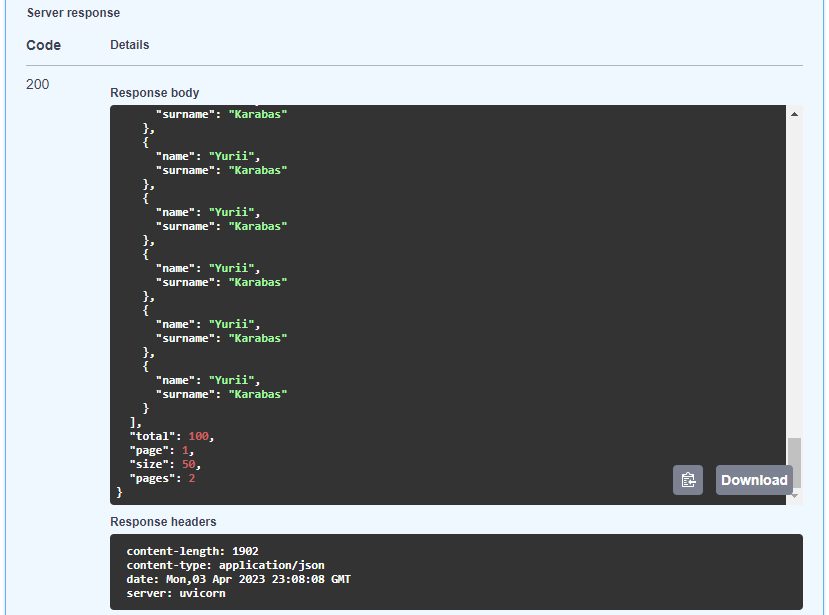 Server response
Code Details
200
Response body
"surname": "Karabas"
},
{
"name": "Yurii",
"surname": "Karabas"
},
{
"name": "Yurii",
"surname": "Karabas"
},
{
"name": "Yurii",
"surname": "Karabas"
},
{
"name": "Yurii",
"surname": "Karabas"
},
{
"name": "Yurii",
"surname": "Karabas"
}
],
"total": 100,
"page": 1,
"size": 50,
"pages": 2
}
Download
Response headers
content-length: 1902
content-type: application/json
date: Mon,03 Apr 2023 23:08:08 GMT
server: uvicorn